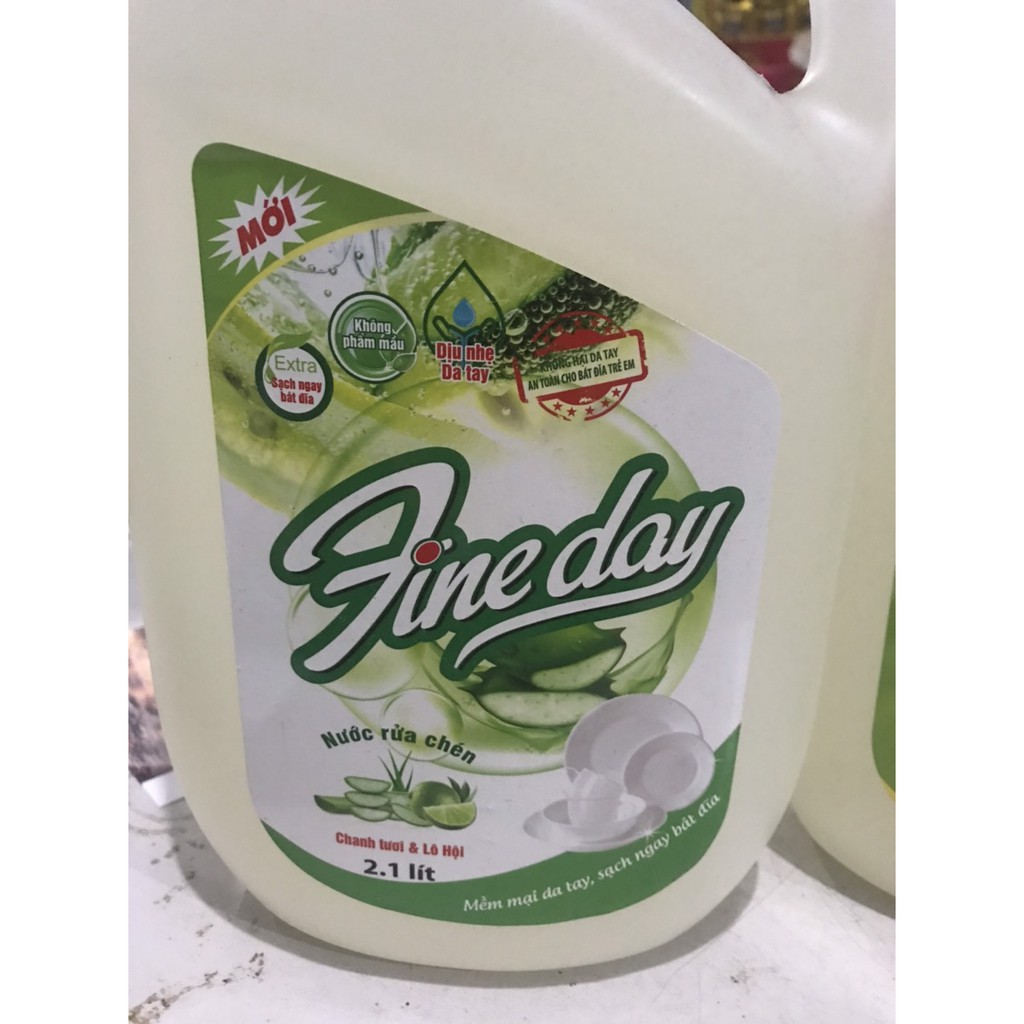 MỚI
Không
phẩm mầu
Dịu nhẹ
Da tay
Extra
Sạch ngay
bát đĩa
KHÔNG HẠI DA TAY
AN TOÀN CHO BÁT ĐĨA TRẺ EM
Fine day
Nước rửa chén
Chanh tươi & Lô Hội
2.1 lít
Mềm mại da tay, sạch ngay bát đĩa